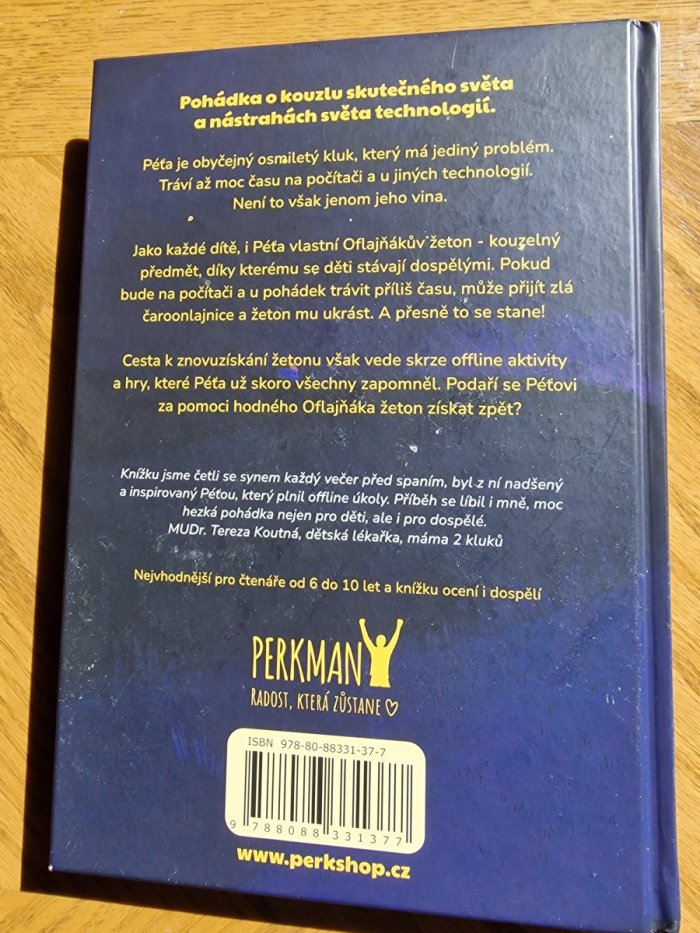 Pohádka o kouzlu skutečného světa
a nástrahách světa technologií.
Péťa je obyčejný osmiletý kluk, který má jediný problém.
Tráví až moc času na počítači a u jiných technologií.
Není to však jenom jeho vina.
Jako každé dítě, i Péťa vlastní Oflajňákův žeton - kouzelný
předmět, díky kterému se děti stávají dospělými. Pokud
bude na počítači a u pohádek trávit příliš času, může přijít zlá
čaroonlajnice a žeton mu ukrást. A přesně to se stane!
Cesta k znovuzískání žetonu však vede skrze offline aktivity
a hry, které Péťa už skoro všechny zapomněl. Podaří se Péťovi
za pomoci hodného Oflajňáka žeton získat zpět?
Knížku jsme četli se synem každý večer před spaním, byl z ní nadšený
a inspirovaný Péťou, který plnil offline úkoly. Příběh se líbil i mně, moc
hezká pohádka nejen pro děti, ale i pro dospělé.
MUDr. Tereza Koutná, dětská lékařka, máma 2 kluků
Nejvhodnější pro čtenáře od 6 do 10 let a knížku ocení i dospělí
PERKMAN
RADOST, KTERÁ ZŮSTANE
ISBN 978-80-88331-37-7
9 788088 331377
www.perkshop.cz